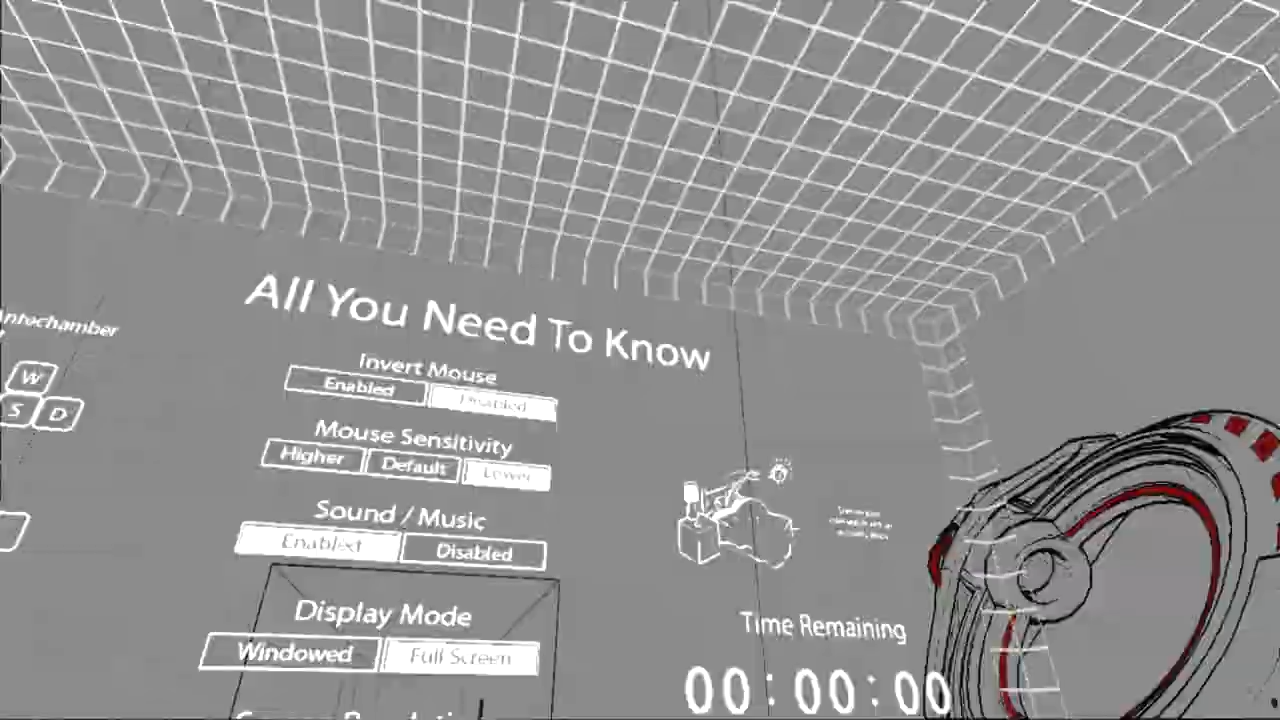 Antechamber
All You Need To Know
Invert Mouse
Enabled Disabled
W
S D
Mouse Sensitivity
Higher Default Lower
Sound / Music
Enabled Disabled
Display Mode
Windowed Full Screen
Time Remaining
00:00:00